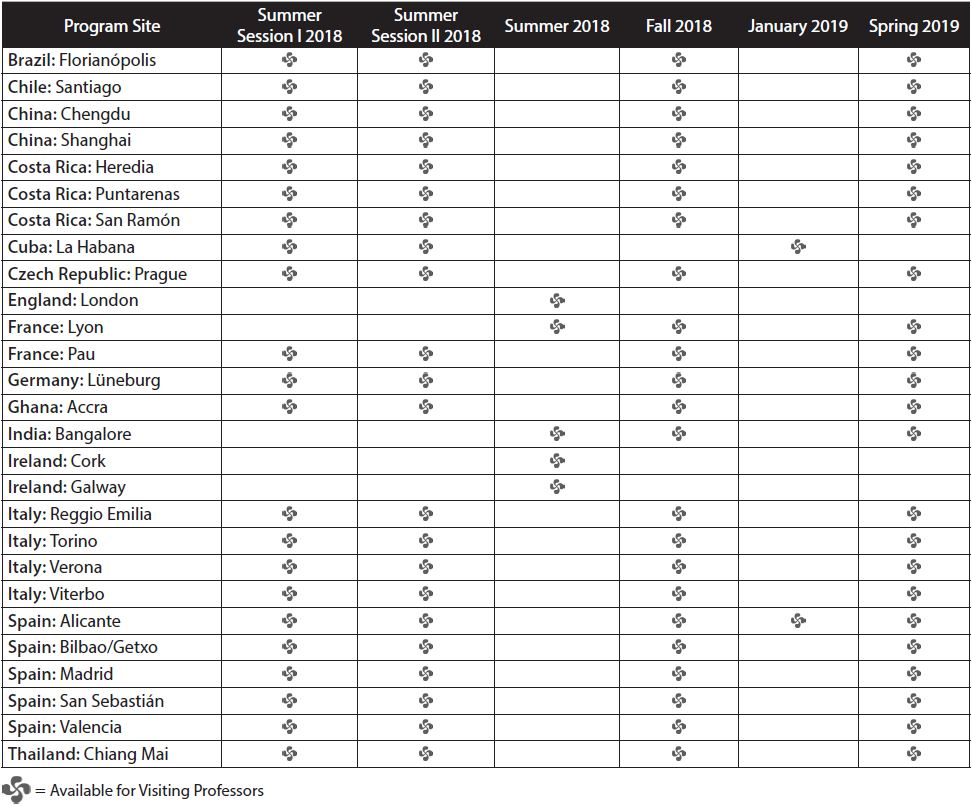 Program Site
Summer
Session I 2018
Summer
Session II 2018
Summer 2018
Fall 2018
January 2019
Spring 2019
Brazil: Florianópolis
Chile: Santiago
China: Chengdu
China: Shanghai
Costa Rica: Heredia
Costa Rica: Puntarenas
Costa Rica: San Ramón
Cuba: La Habana
Czech Republic: Prague
England: London
France: Lyon
France: Pau
Germany: Lüneburg
Ghana: Accra
India: Bangalore
Ireland: Cork
Ireland: Galway
Italy: Reggio Emilia
Italy: Torino
Italy: Verona
Italy: Viterbo
Spain: Alicante
Spain: Bilbao/Getxo
Spain: Madrid
Spain: San Sebastián
Spain: Valencia
Thailand: Chiang Mai
= Available for Visiting Professors